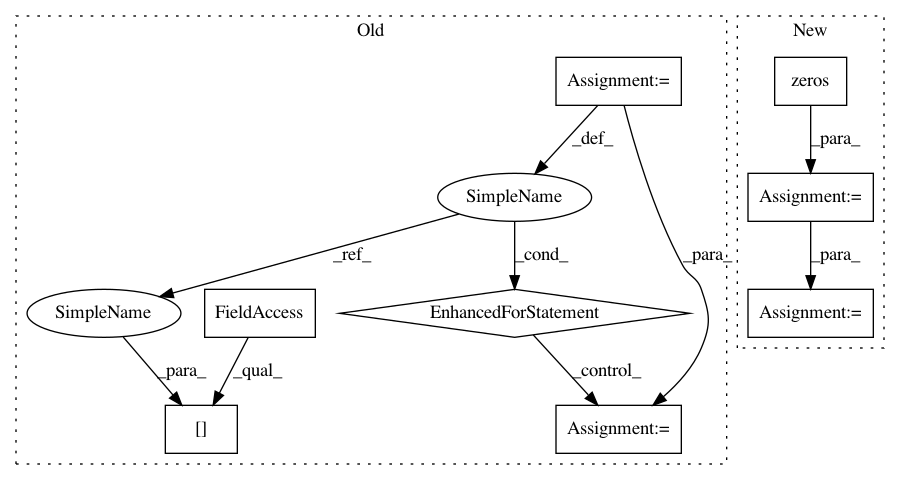 Old
New
Assignment:=
zeros
_def_
_para_
SimpleName
Assignment:=
_ref_
_cond_
_para_
_para_
SimpleName
FieldAccess
EnhancedForStatement
Assignment:=
_para_
_qual_
_control_
[]
Assignment:=